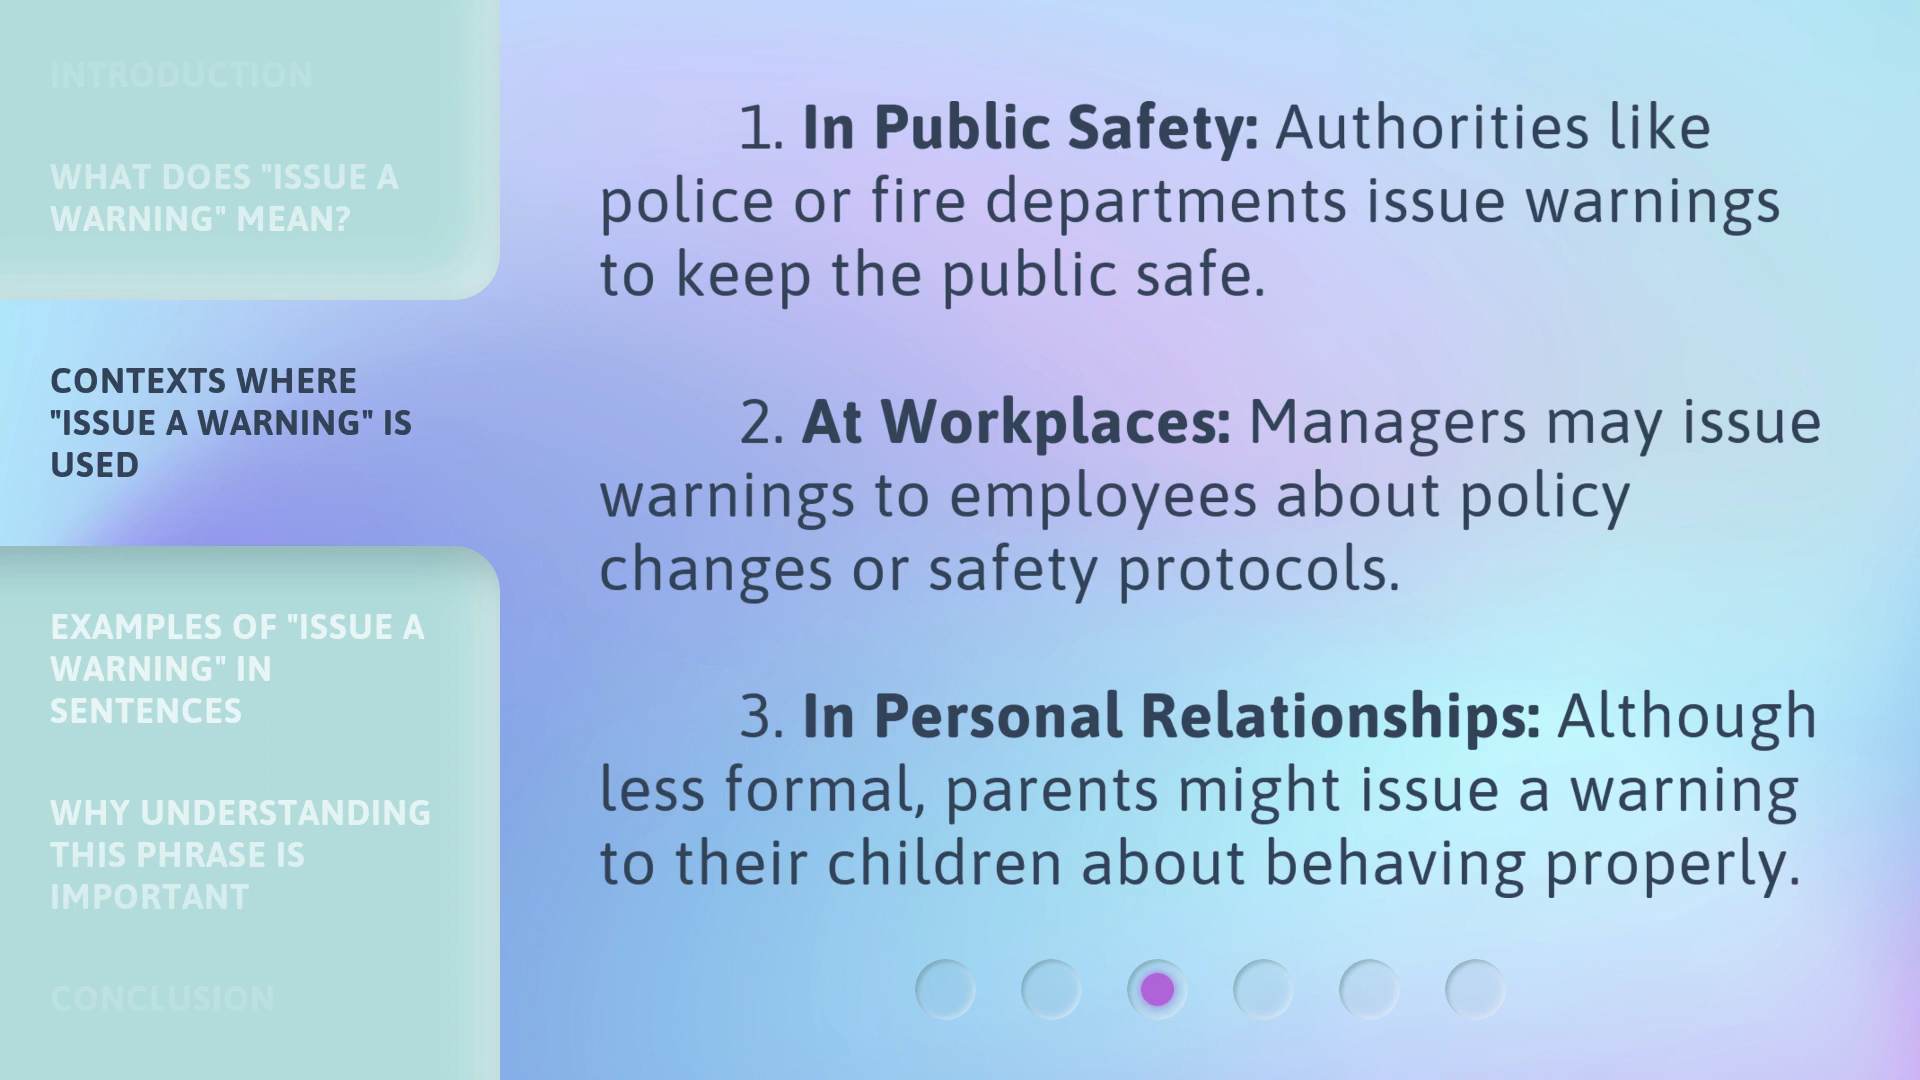 INTRODUCTION
WHAT DOES "ISSUE A
WARNING" MEAN?
CONTEXTS WHERE
"ISSUE A WARNING" IS
USED
EXAMPLES OF "ISSUE A
WARNING" IN
SENTENCES
WHY UNDERSTANDING
THIS PHRASE IS
IMPORTANT
CONCLUSION
1. In Public Safety: Authorities like
police or fire departments issue warnings
to keep the public safe.
2. At Workplaces: Managers may issue
warnings to employees about policy
changes or safety protocols.
3. In Personal Relationships: Although
less formal, parents might issue a warning
to their children about behaving properly.